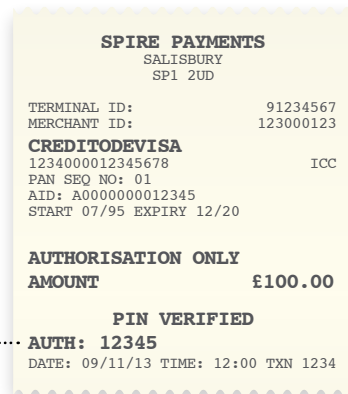 SPIRE PAYMENTS
SALISBURY
SP1 2UD
TERMINAL ID: 91234567
MERCHANT ID: 123000123
CREDITODEVISA
1234000012345678 ICC
PAN SEQ NO: 01
AID: A0000000012345
START 07/95 EXPIRY 12/20
AUTHORISATION ONLY
AMOUNT £100.00
PIN VERIFIED
AUTH: 12345
DATE: 09/11/13 TIME: 12:00 TXN 1234